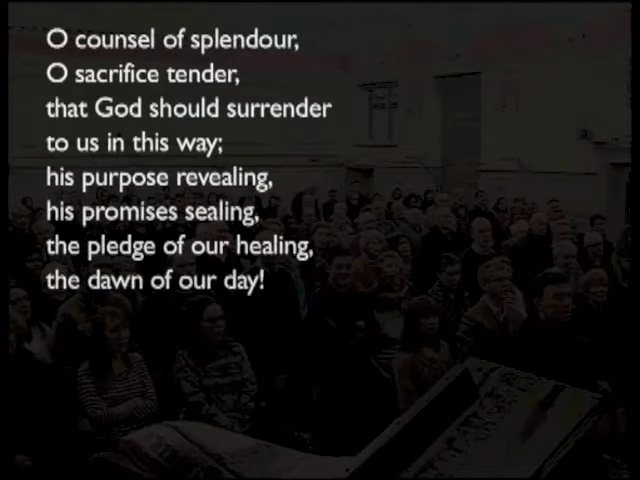 O counsel of splendour,
O sacrifice tender,
that God should surrender
to us in this way;
his purpose revealing,
his promises sealing,
the pledge of our healing,
the dawn of our day!